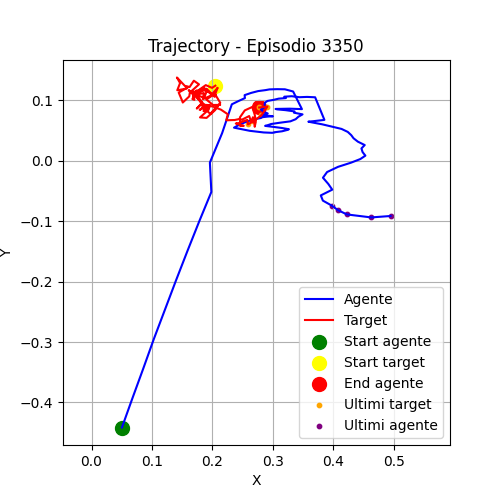 Trajectory - Episodio 3350
Y
0.1
0.0
−0.1
−0.2
−0.3
−0.4
Agente
Target
Start agente
Start target
End agente
Ultimi target
Ultimi agente
0.0 0.1 0.2 0.3 0.4 0.5
X